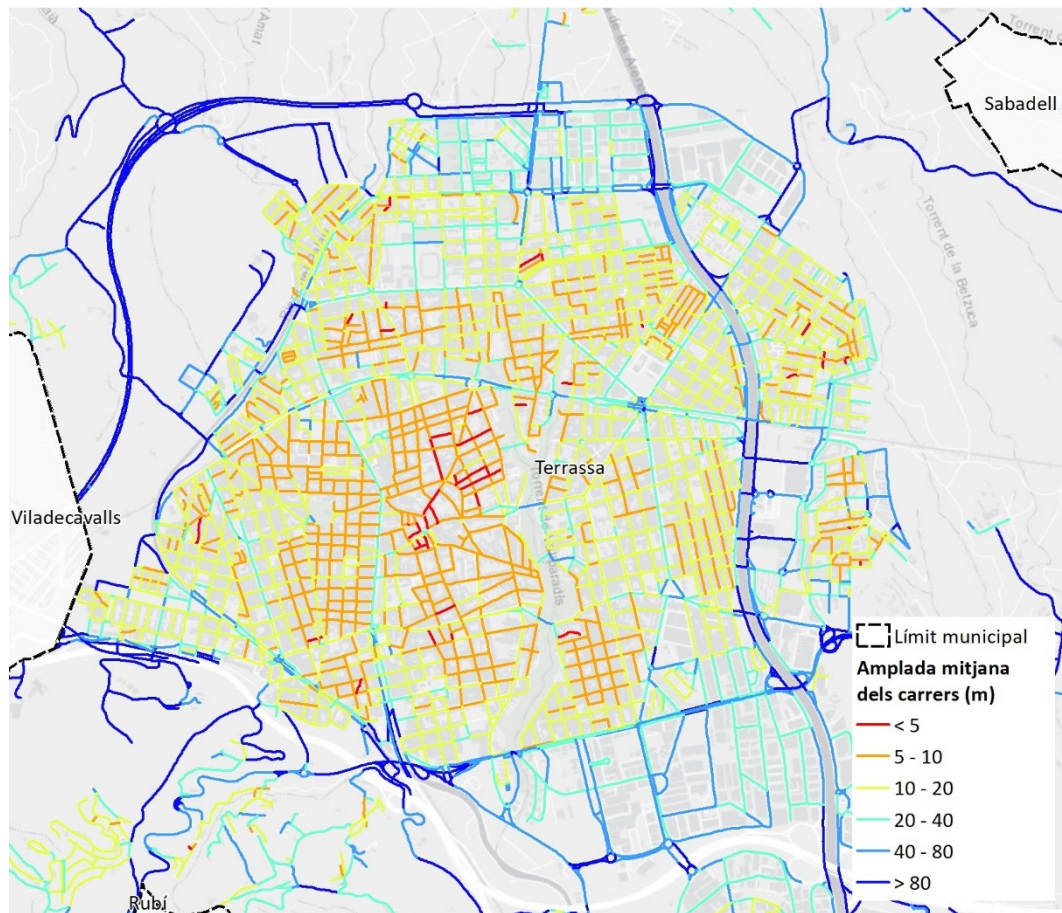 Sabadell
Torrent de la Betzuca
Terrassa
Viladecavalls
Rubí
Límit municipal
Amplada mitjana
dels carrers (m)
< 5
5 - 10
10 - 20
20 - 40
40 - 80
> 80